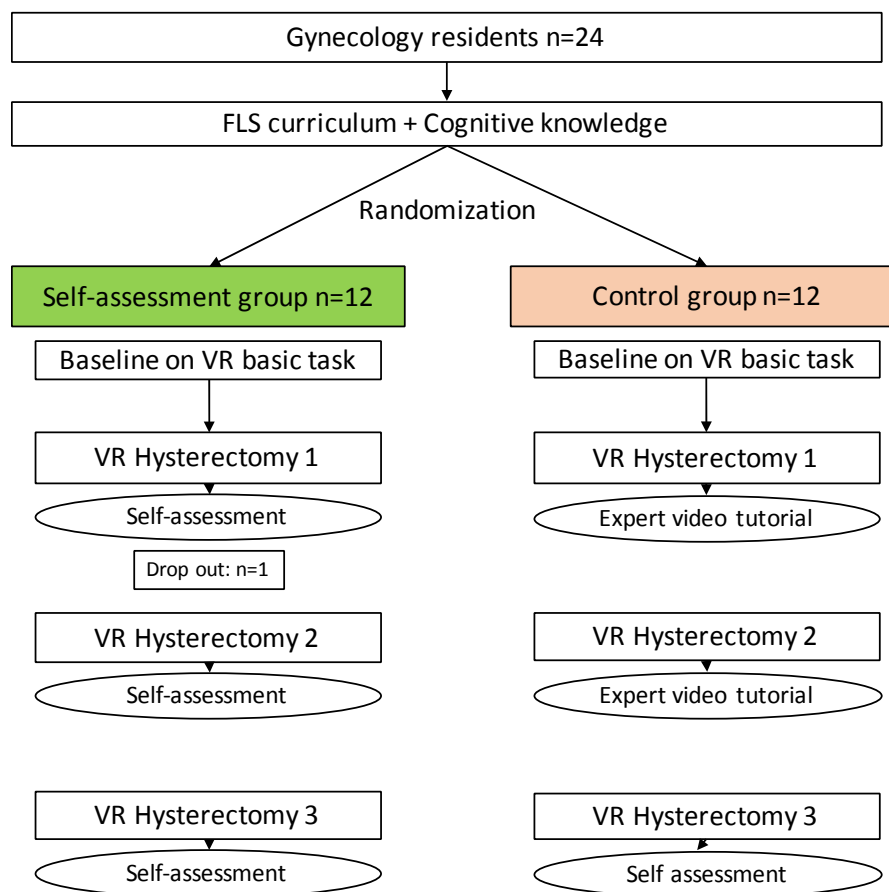 Gynecology residents n=24
FLS curriculum + Cognitive knowledge
Randomization
Self-assessment group n=12
Control group n=12
Baseline on VR basic task
Baseline on VR basic task
VR Hysterectomy 1
VR Hysterectomy 1
Self-assessment
Expert video tutorial
Drop out: n=1
VR Hysterectomy 2
VR Hysterectomy 2
Self-assessment
Expert video tutorial
VR Hysterectomy 3
VR Hysterectomy 3
Self-assessment
Self assessment